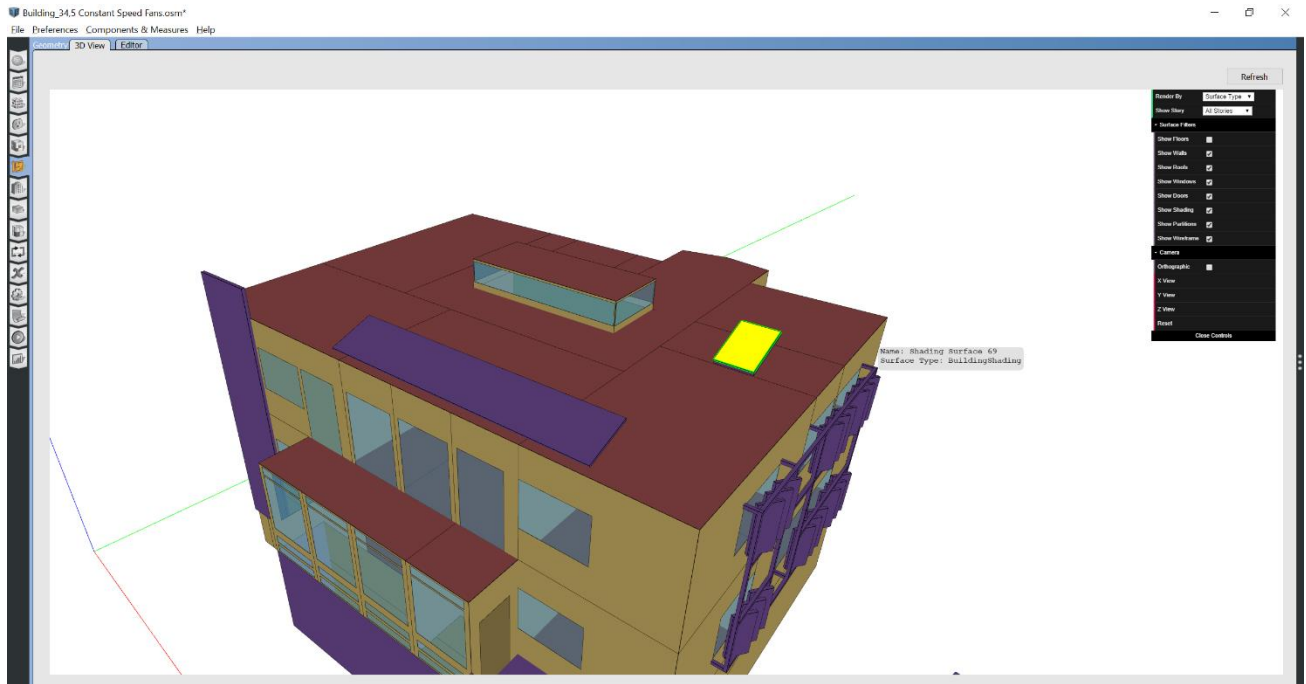 Building_34,5 Constant Speed Fans.osm*
File Preferences Components & Measures Help
Geometry 3D View Editor
Refresh
Render By Surface Type
Show Story All Stories
- Surface Filters
Show Floors
Show Walls
Show Roofs
Show Windows
Show Doors
Show Shading
Show Partitions
Show Wireframe
- Camera
Orthographic
X View
Y View
Z View
Reset
Close Controls
Name: Shading Surface 69
Surface Type: BuildingShading